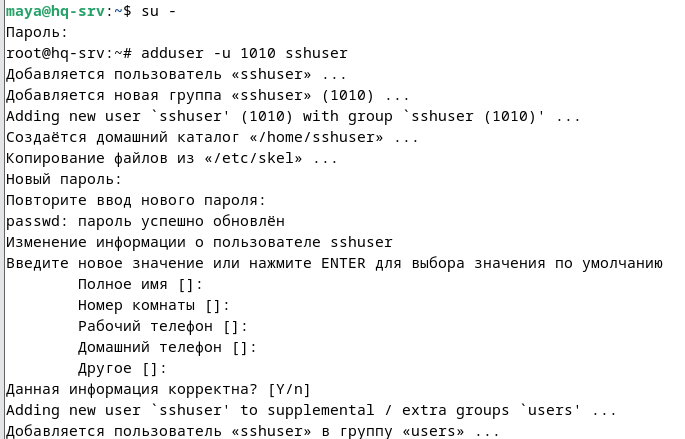 maya@hq-srv:~$ su -
Пароль:
root@hq-srv:~# adduser -u 1010 sshuser
Добавляется пользователь «sshuser» ...
Добавляется новая группа «sshuser» (1010) ...
Adding new user `sshuser' (1010) with group `sshuser (1010)' ...
Создаётся домашний каталог «/home/sshuser» ...
Копирование файлов из «/etc/skel» ...
Новый пароль:
Повторите ввод нового пароля:
passwd: пароль успешно обновлён
Изменение информации о пользователе sshuser
Введите новое значение или нажмите ENTER для выбора значения по умолчанию
Полное имя []:
Номер комнаты []:
Рабочий телефон []:
Домашний телефон []:
Другое []:
Данная информация корректна? [Y/n]
Adding new user `sshuser' to supplemental / extra groups `users' ...
Добавляется пользователь «sshuser» в группу «users» ...